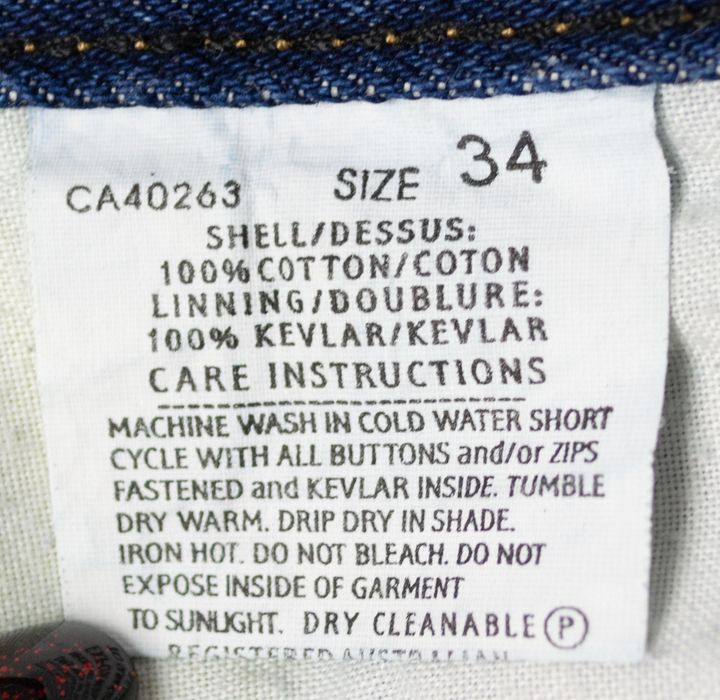 CA40263 SIZE 34
SHELL/DESSUS:
100% COTTON/COTON
LINNING/DOUBLURE:
100% KEVLAR/KEVLAR
CARE INSTRUCTIONS
MACHINE WASH IN COLD WATER SHORT
CYCLE WITH ALL BUTTONS and/or ZIPS
FASTENED and KEVLAR INSIDE. TUMBLE
DRY WARM. DRIP DRY IN SHADE.
IRON HOT. DO NOT BLEACH. DO NOT
EXPOSE INSIDE OF GARMENT
TO SUNLIGHT. DRY CLEANABLE P
REGISTERED AUSTRALIAN